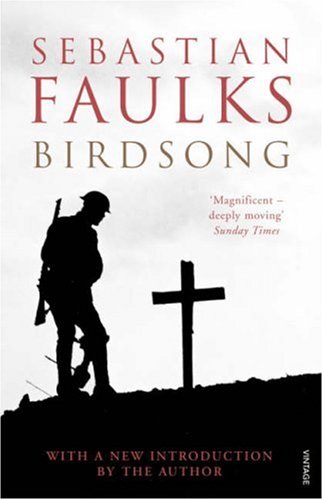 SEBASTIAN
FAULKS
BIRDSONG
‘Magnificent –
deeply moving’
Sunday Times
WITH A NEW INTRODUCTION
BY THE AUTHOR
VINTAGE